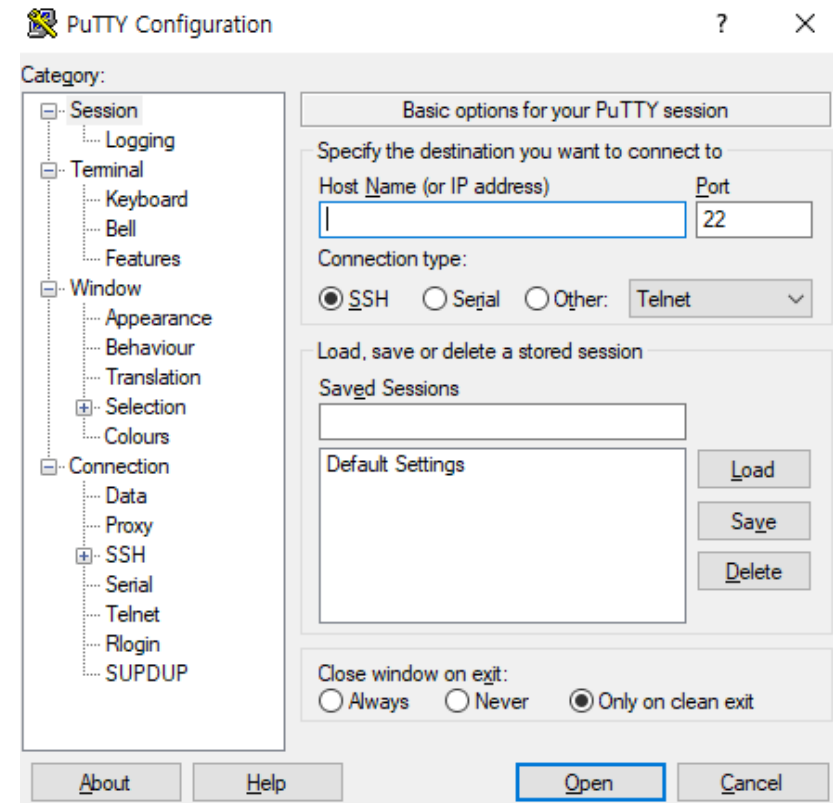 PuTTY Configuration
?
Category:
Session
Logging
Terminal
Keyboard
Bell
Features
Window
Appearance
Behaviour
Translation
Selection
Colours
Connection
Data
Proxy
SSH
Serial
Telnet
Rlogin
SUPDUP
Basic options for your PuTTY session
Specify the destination you want to connect to
Host Name (or IP address) Port
22
Connection type:
SSH Serial Other: Telnet
Load, save or delete a stored session
Saved Sessions
Default Settings
Load
Save
Delete
Close window on exit:
Always Never Only on clean exit
About Help Open Cancel